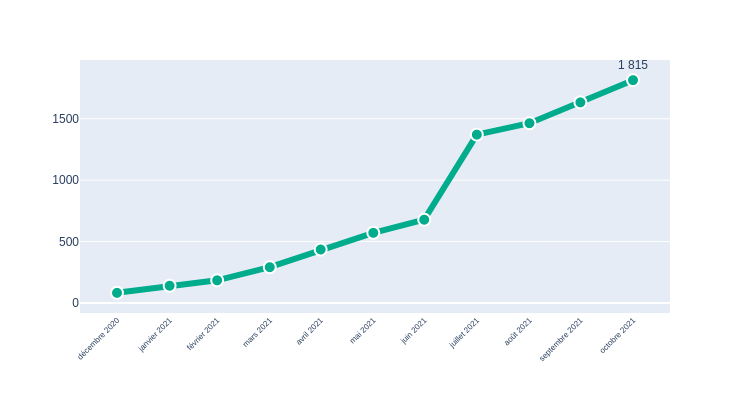 1 815
1500
1000
500
0
décembre 2020
janvier 2021
février 2021
mars 2021
avril 2021
mai 2021
juin 2021
juillet 2021
août 2021
septembre 2021
octobre 2021